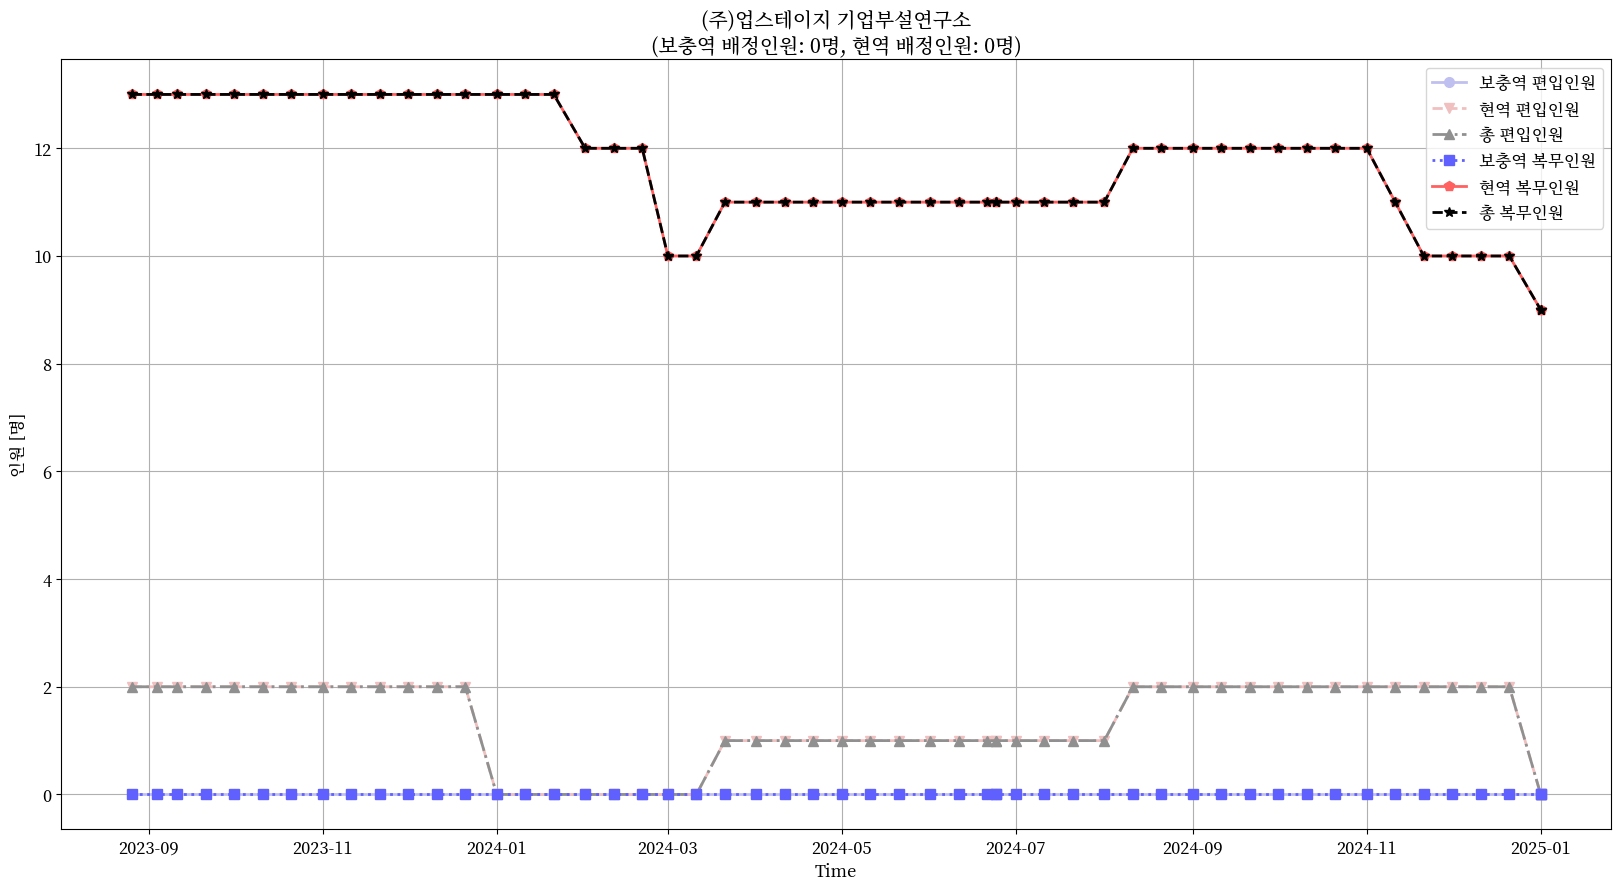 (주)업스테이지 기업부설연구소
(보충역 배정인원: 0명, 현역 배정인원: 0명)
보충역 편입인원
현역 편입인원
총 편입인원
보충역 복무인원
현역 복무인원
총 복무인원
인원 [명]
12
10
8
6
4
2
0
2023-09
2023-11
2024-01
2024-03
2024-05
2024-07
2024-09
2024-11
2025-01
Time